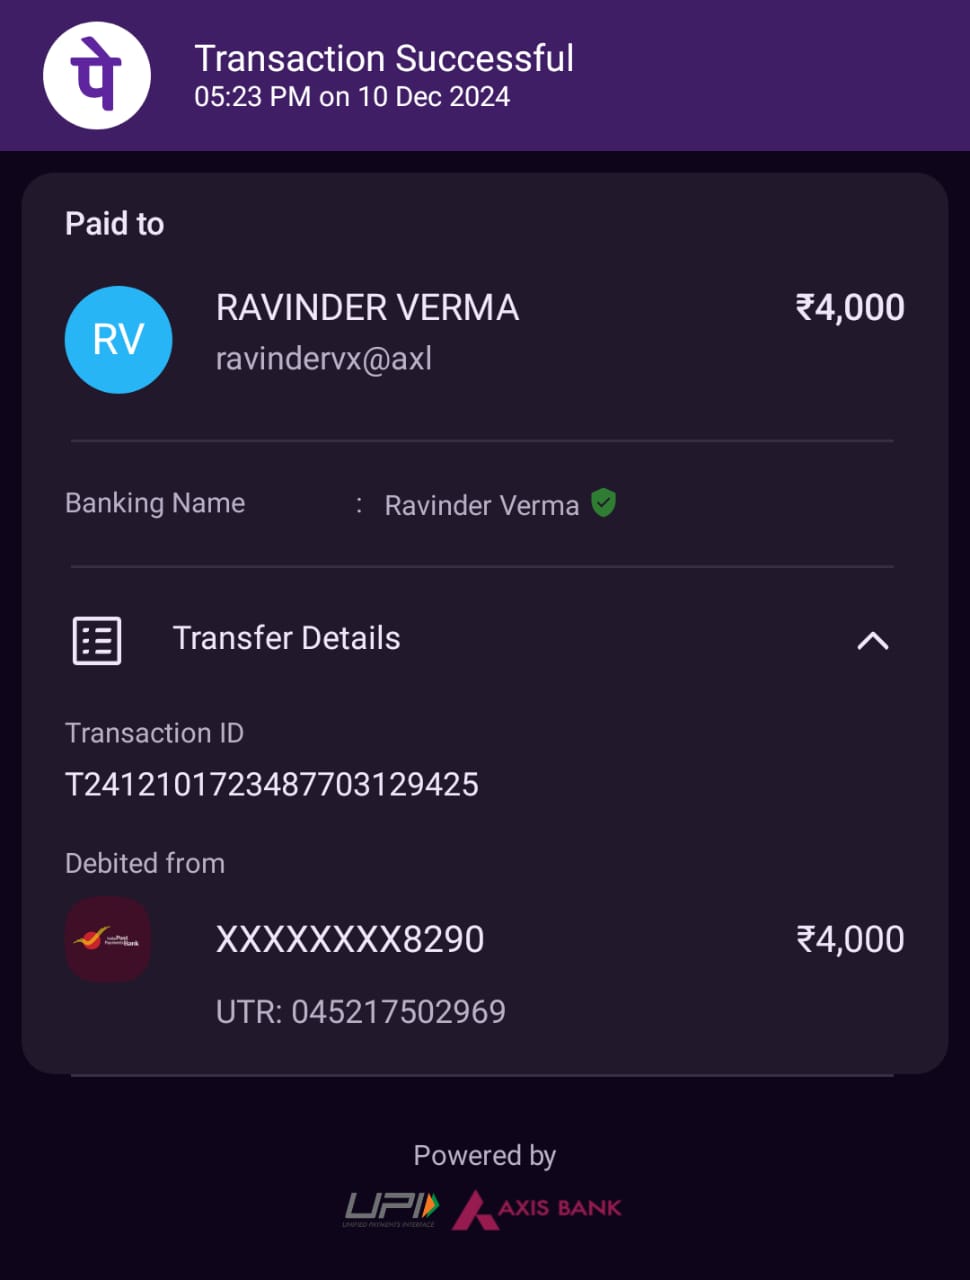 पे
Transaction Successful
05:23 PM on 10 Dec 2024
Paid to
RV
RAVINDER VERMA
₹4,000
ravindervx@axl
Banking Name : Ravinder Verma
Transfer Details
Transaction ID
T2412101723487703129425
Debited from
India Post
Payments Bank
XXXXXXXX8290
₹4,000
UTR: 045217502969
Powered by
UPI
UNIFIED PAYMENTS INTERFACE
AXIS BANK